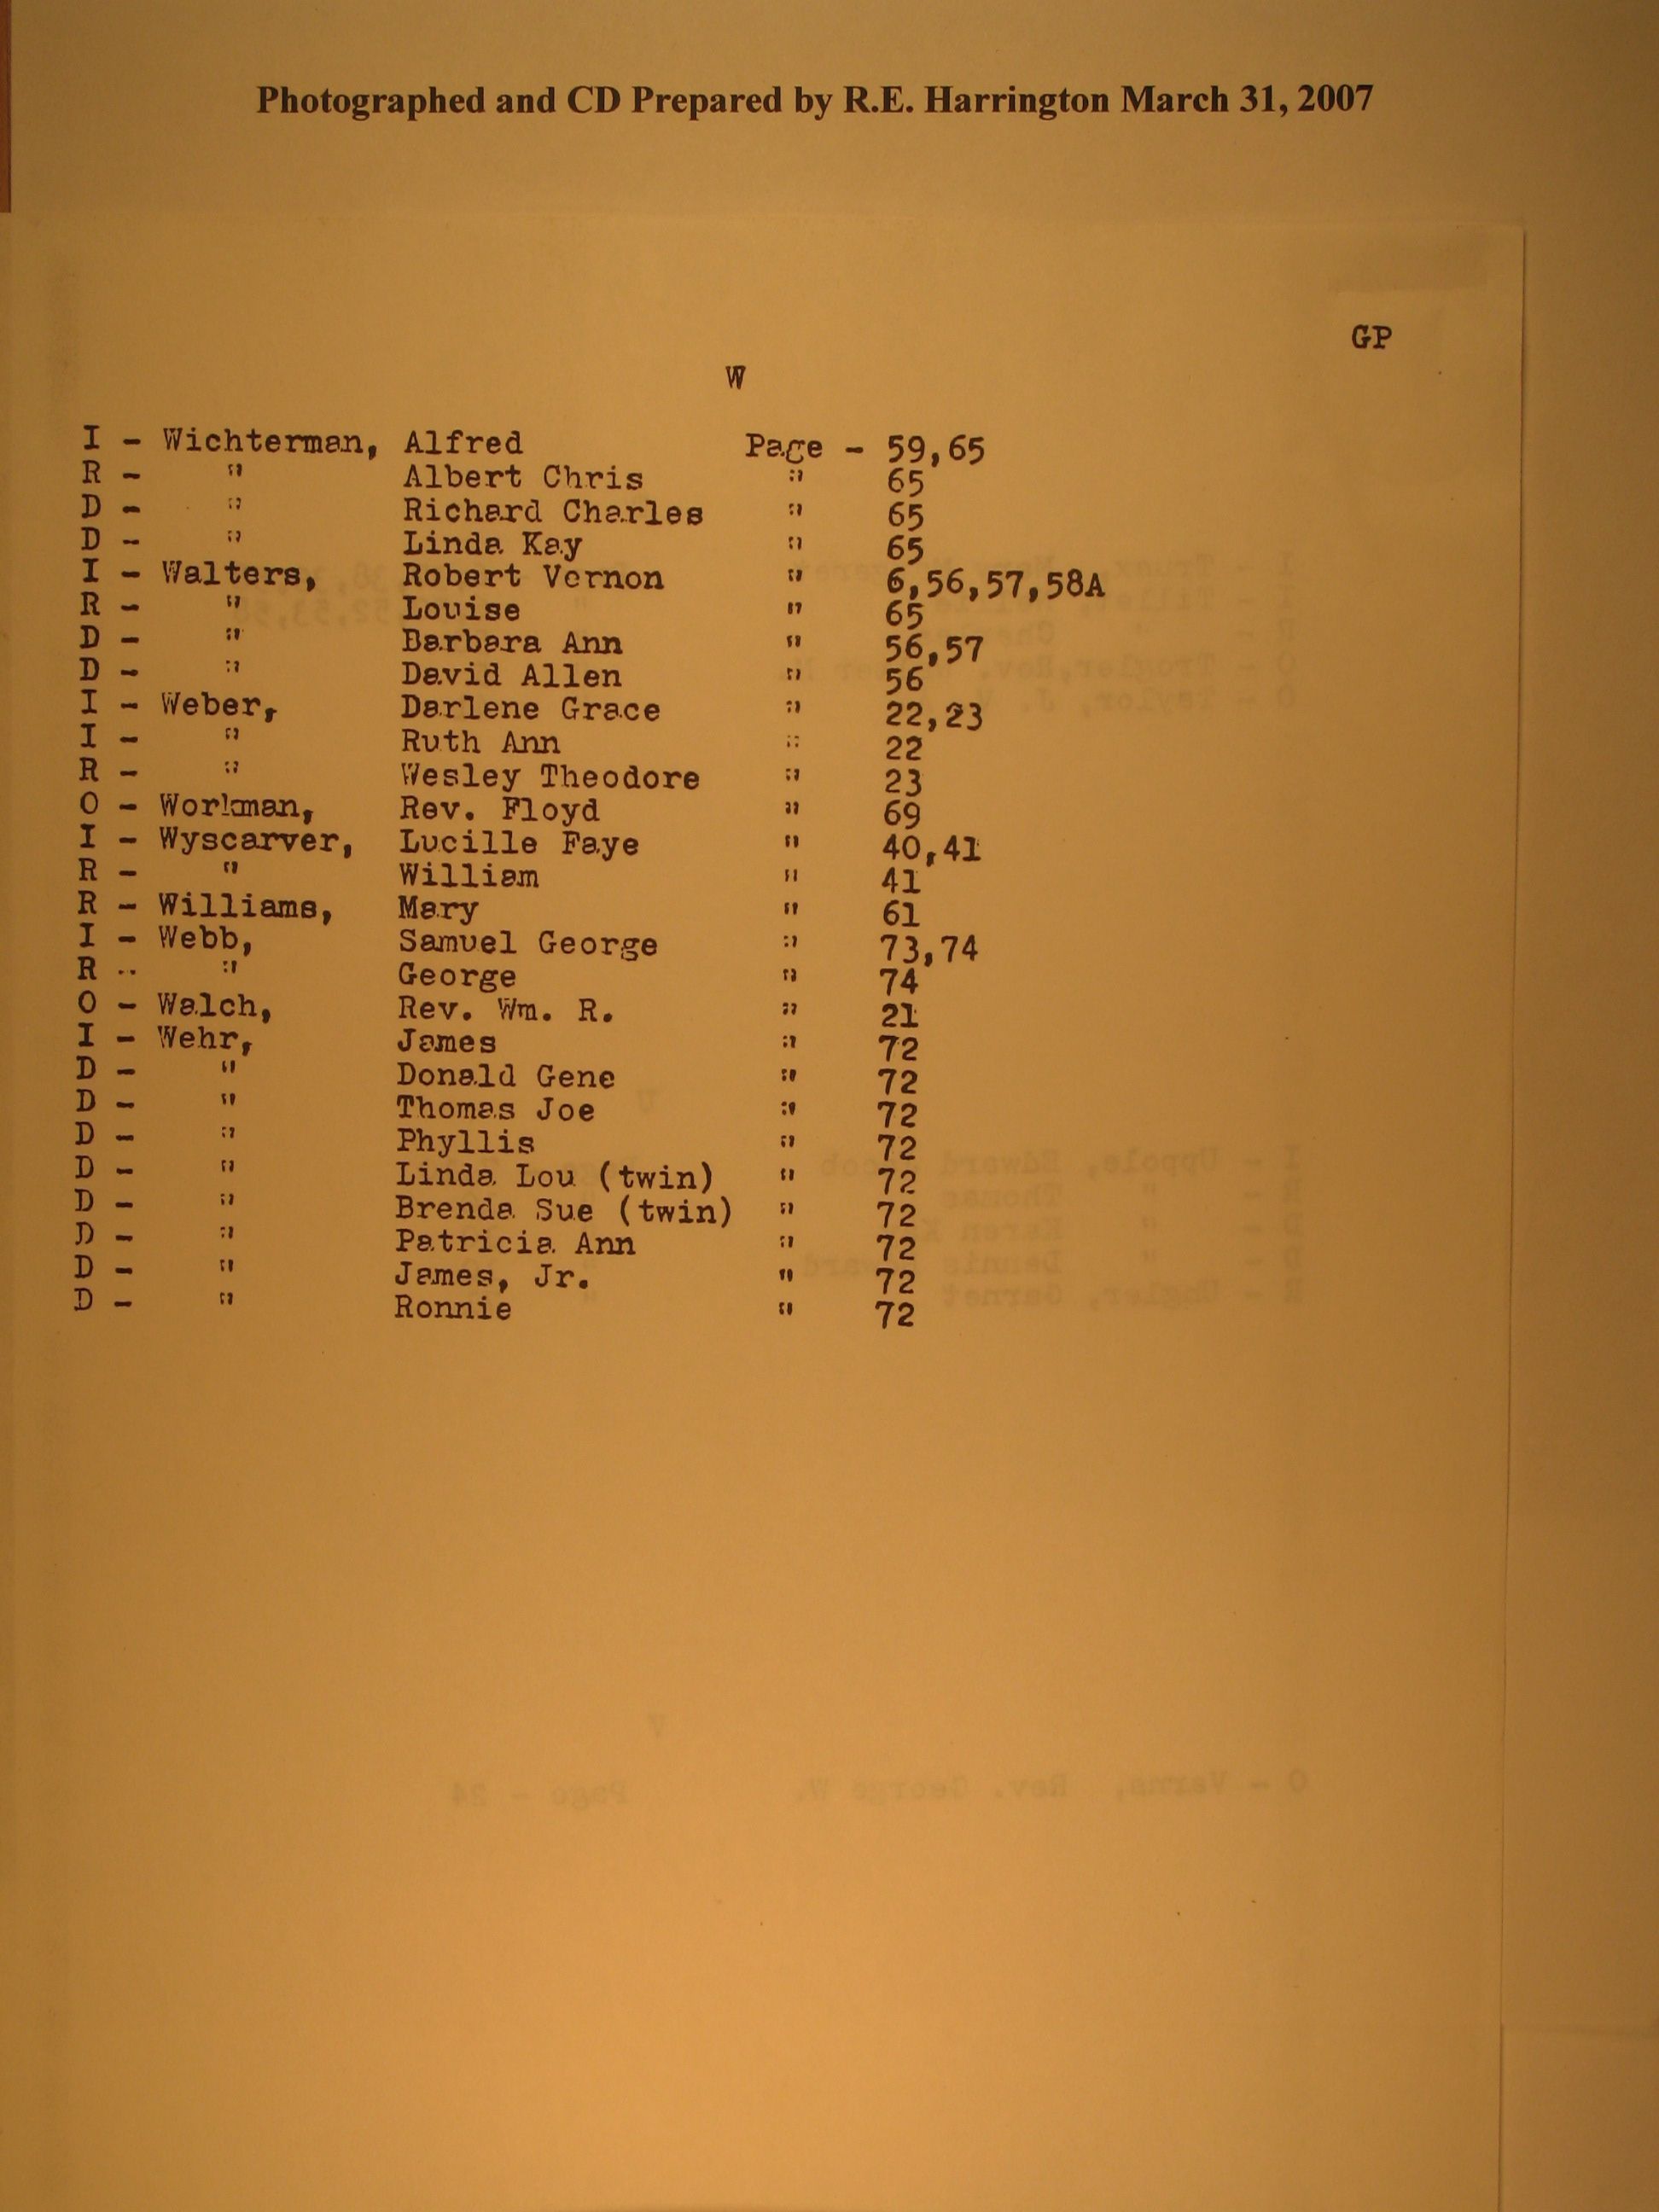 Photographed and CD Prepared by R.E. Harrington March 31, 2007
GP
W
I - Wichterman, Alfred Page - 59,65
R - " Albert Chris " 65
D - " Richard Charles " 65
D - " Linda Kay " 65
I - Walters, Robert Vernon " 6,56,57,58A
R - " Louise " 65
D - " Barbara Ann " 56,57
D - " David Allen " 56
I - Weber, Darlene Grace " 22,23
I - " Ruth Ann " 22
R - " Wesley Theodore " 23
O - Workman, Rev. Floyd " 69
I - Wyscarver, Lucille Faye " 40,41
R - " William " 41
R - Williams, Mary " 61
I - Webb, Samuel George " 73,74
R - " George " 74
O - Walch, Rev. Wm. R. " 21
I - Wehr, James " 72
D - " Donald Gene " 72
D - " Thomas Joe " 72
D - " Phyllis " 72
D - " Linda Lou (twin) " 72
D - " Brenda Sue (twin) " 72
D - " Patricia Ann " 72
D - " James, Jr. " 72
D - " Ronnie " 72